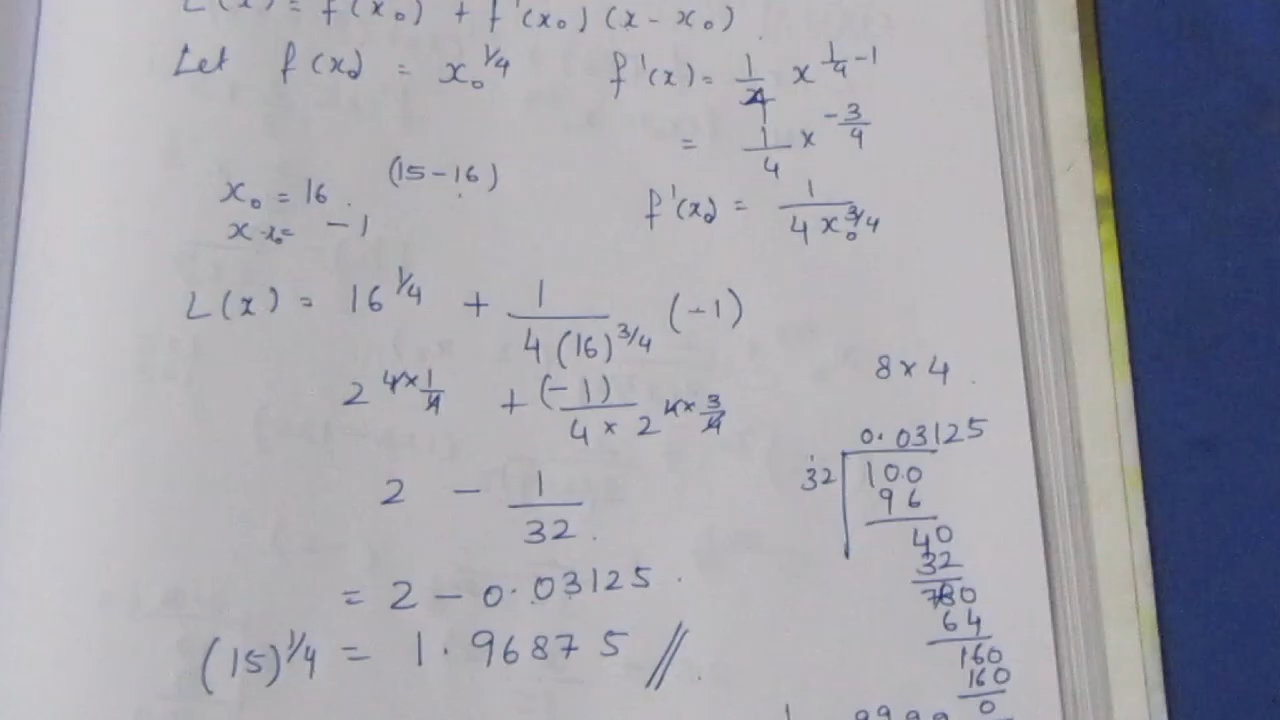 L(x) = f(x₀) + f'(x₀) (x - x₀)
Let f(x₀) = x₀^1/4
f'(x) = 1/4 x^1/4 - 1
= 1/4 x^-3/4
f'(x₀) = 1/4 x₀^3/4
x₀ = 16 . (15 - 16)
x - x₀ = - 1
L(x) = 16^1/4 + 1/4 (16)^3/4 (-1)
2^4 × 1/4 + (-1)/4 × 2^4 × 3/4
2 - 1/32 .
= 2 - 0.03125 .
(15)^1/4 = 1.96875 //
8 × 4 .
0.03125
32 100
96
40
32
80
64
160
160
0